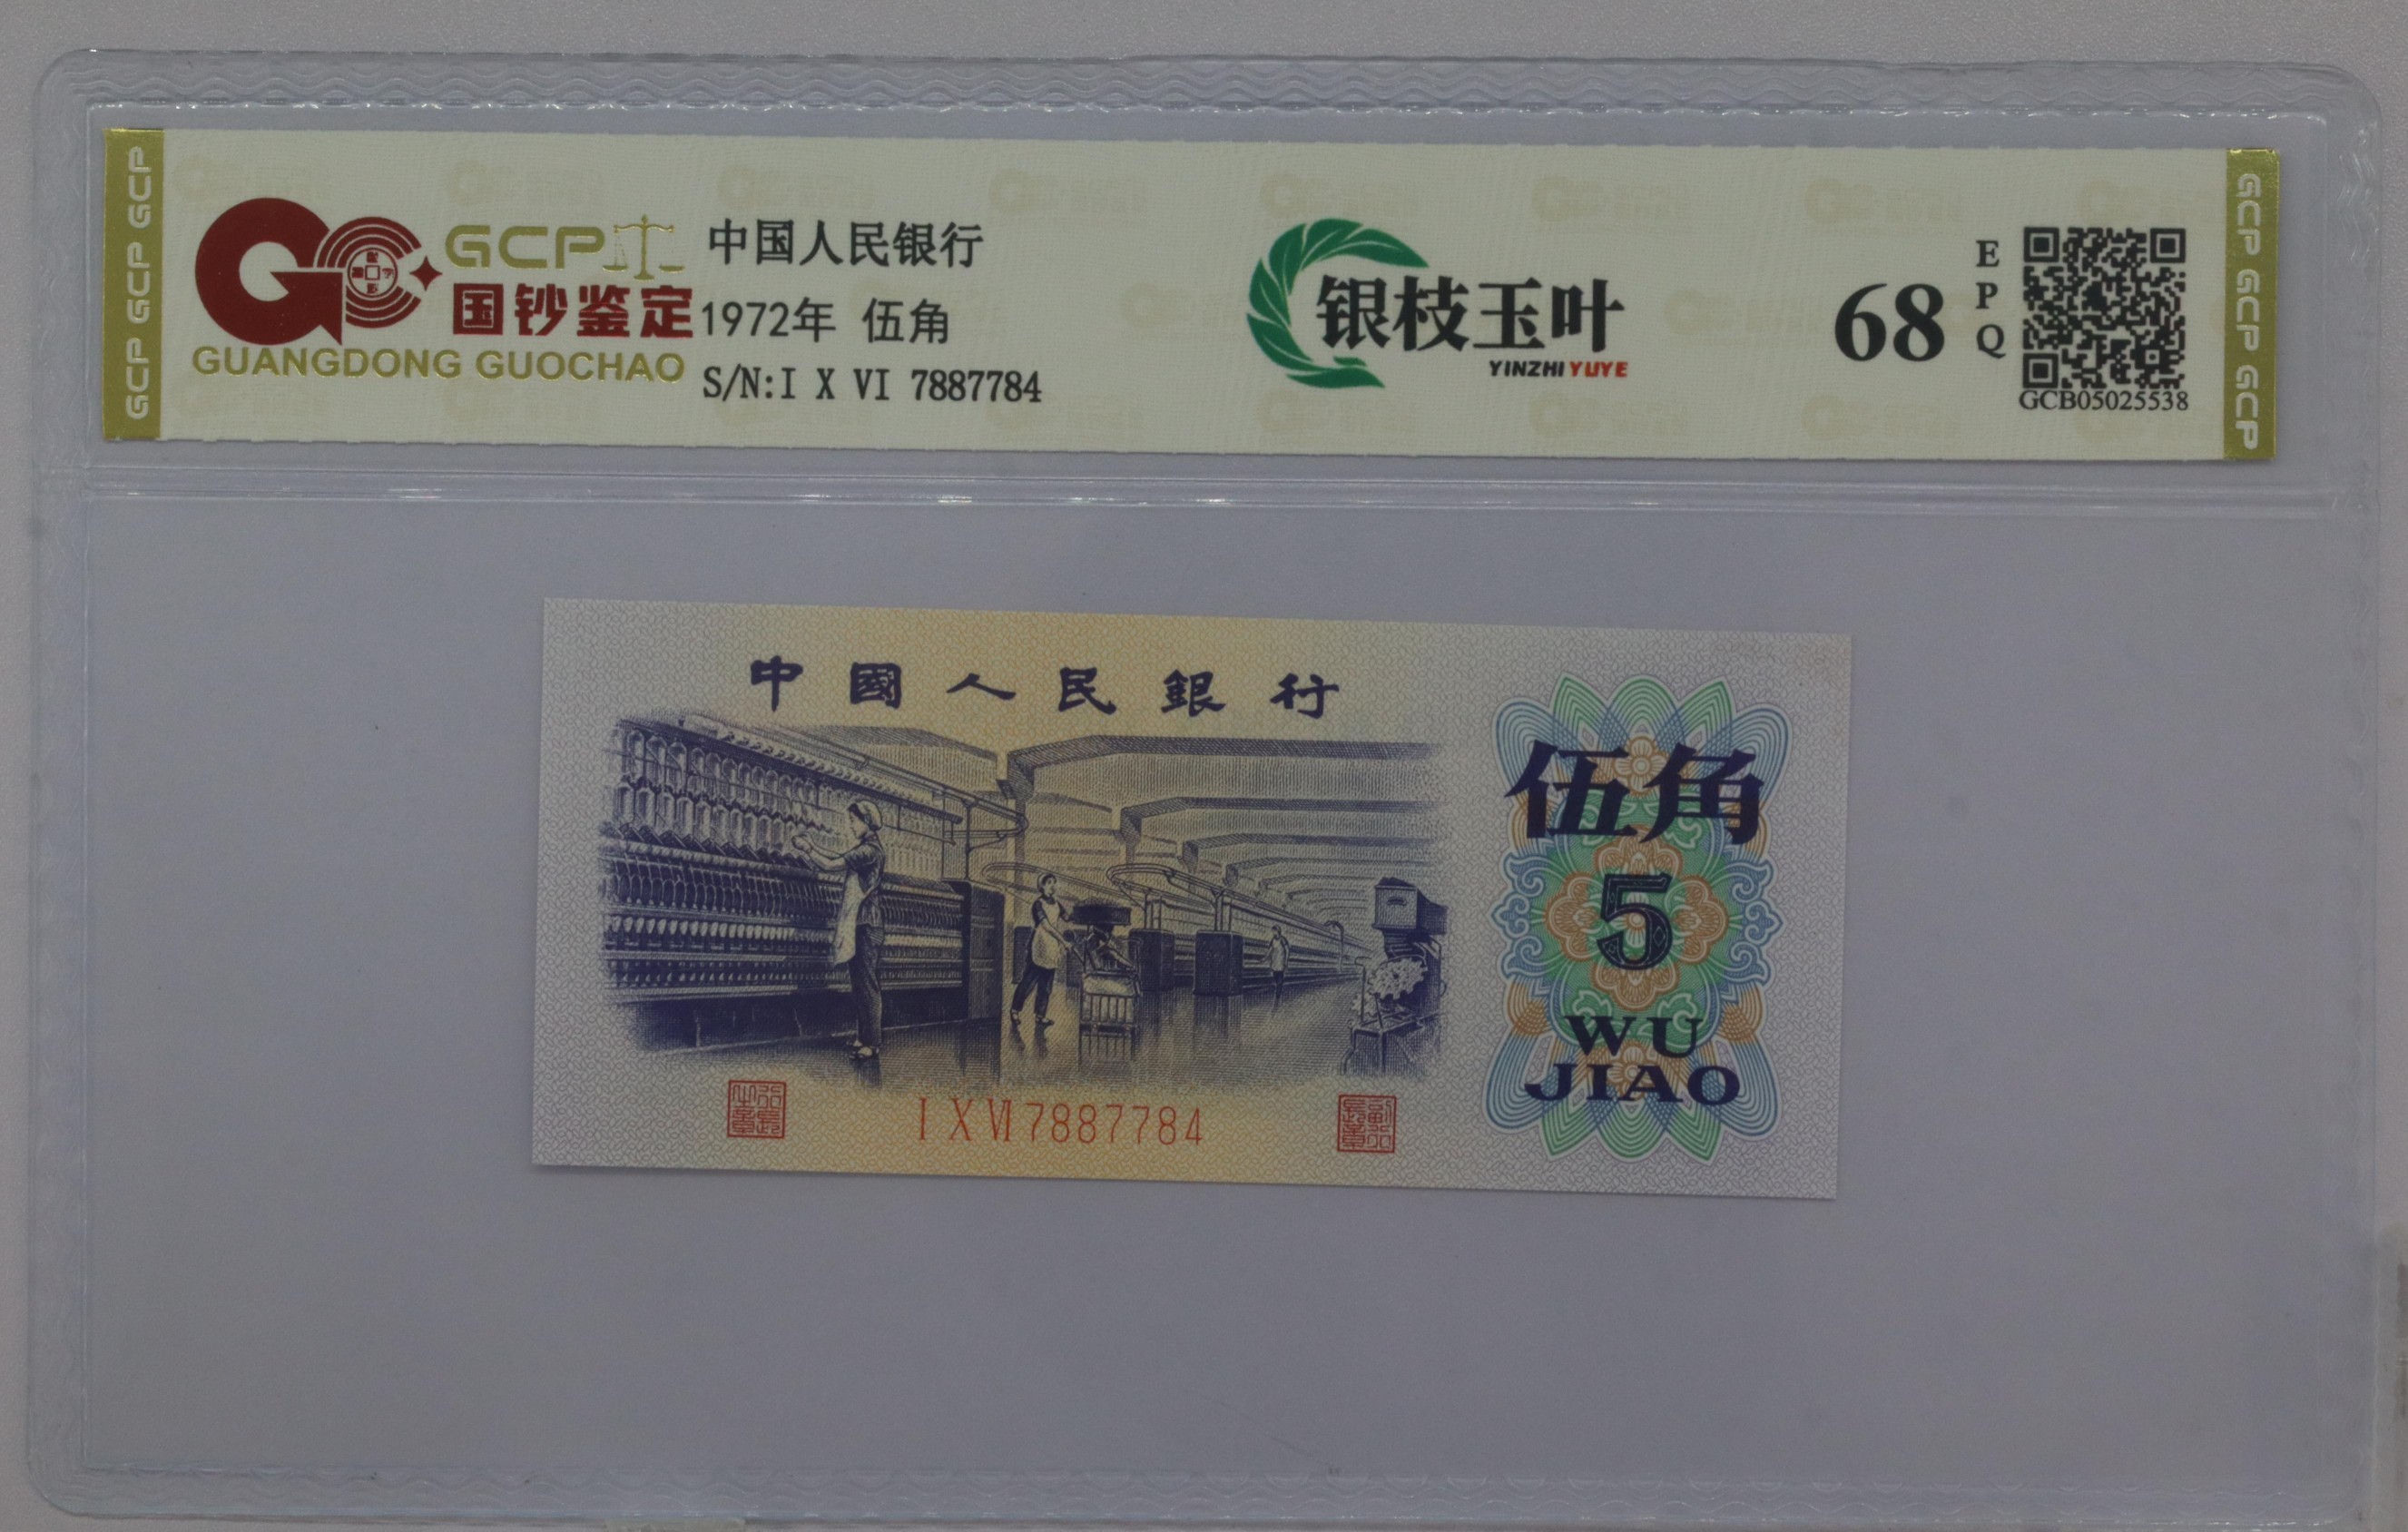 GCP GCP GCP
GCP
国钞鉴定
GUANGDONG GUOCHAO
中国人民银行
1972年 伍角
S/N:I X VI 7887784
银枝玉叶
YINZHI YUYE
68
EPQ
GCB05025538
GCP GCP GCP
中國人民銀行
伍角
5
WU
JIAO
I X VI 7887784